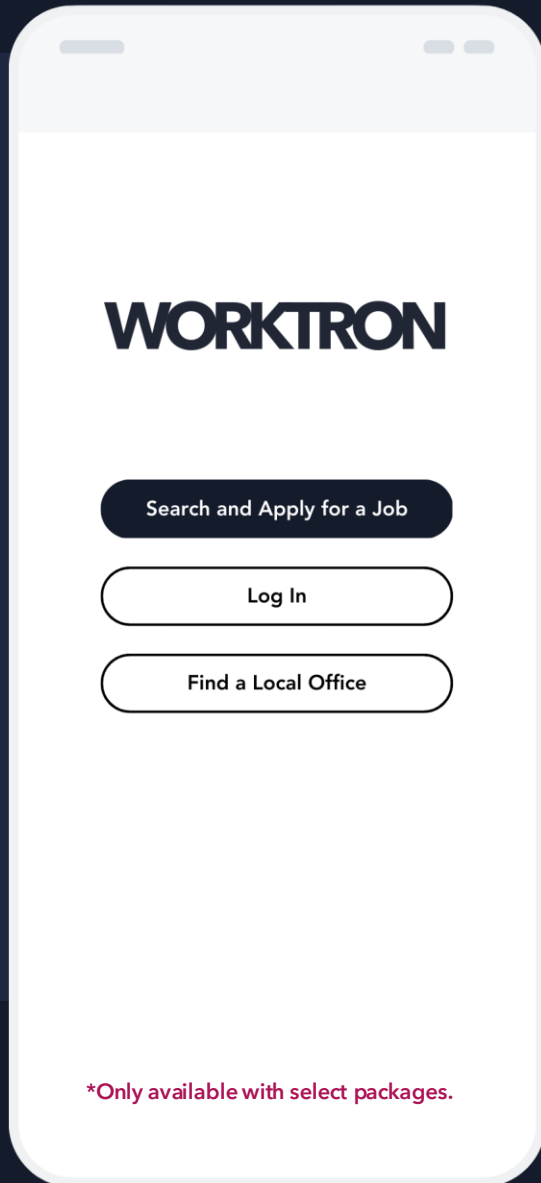 WORKTRON
Search and Apply for a Job
Log In
Find a Local Office
*Only available with select packages.